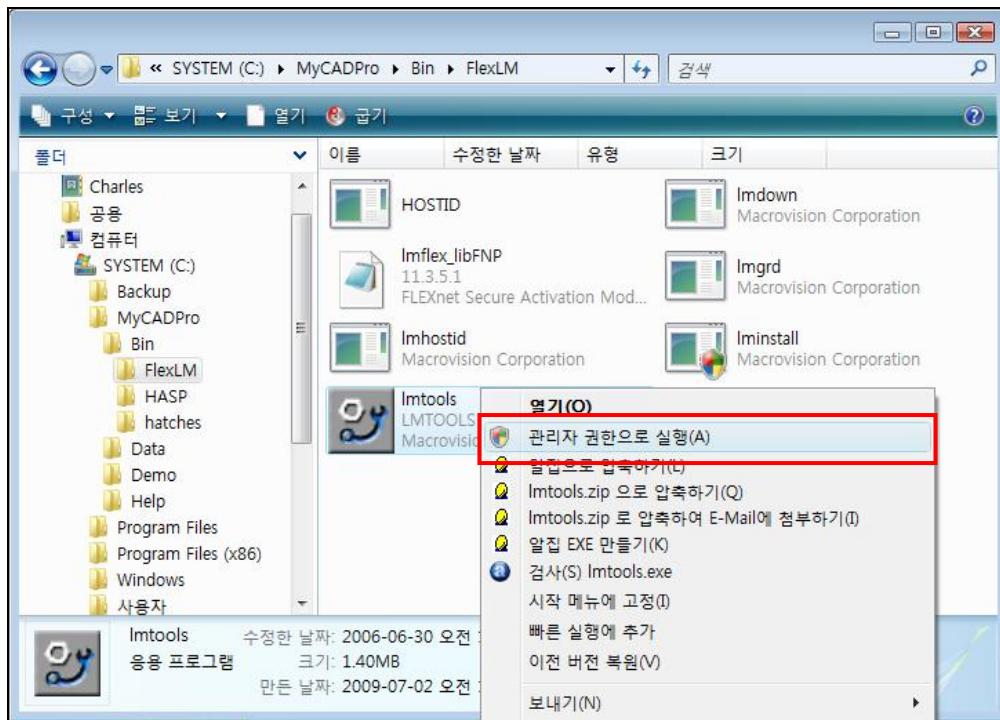 « SYSTEM (C:) ▸ MyCADPro ▸ Bin ▸ FlexLM
검색
구성 보기 열기 굽기
폴더
이름 수정한 날짜 유형 크기
Charles
공용
컴퓨터
SYSTEM (C:)
Backup
MyCADPro
Bin
FlexLM
HASP
hatches
Data
Demo
Help
Program Files
Program Files (x86)
Windows
사용자
HOSTID
lmdown
Macrovision Corporation
lmflex_libFNP
11.3.5.1
FLEXnet Secure Activation Mod...
lmgrd
Macrovision Corporation
lmhostid
Macrovision Corporation
lminstall
Macrovision Corporation
lmtools
LMTOOLS
열기(O)
관리자 권한으로 실행(A)
알집으로 압축하기(L)
lmtools.zip 으로 압축하기(Q)
lmtools.zip 로 압축하여 E-Mail에 첨부하기(I)
알집 EXE 만들기(K)
검사(S) lmtools.exe
시작 메뉴에 고정(I)
빠른 실행에 추가
이전 버전 복원(V)
보내기(N)
lmtools
응용 프로그램
수정한 날짜: 2006-06-30 오전
크기: 1.40MB
만든 날짜: 2009-07-02 오전